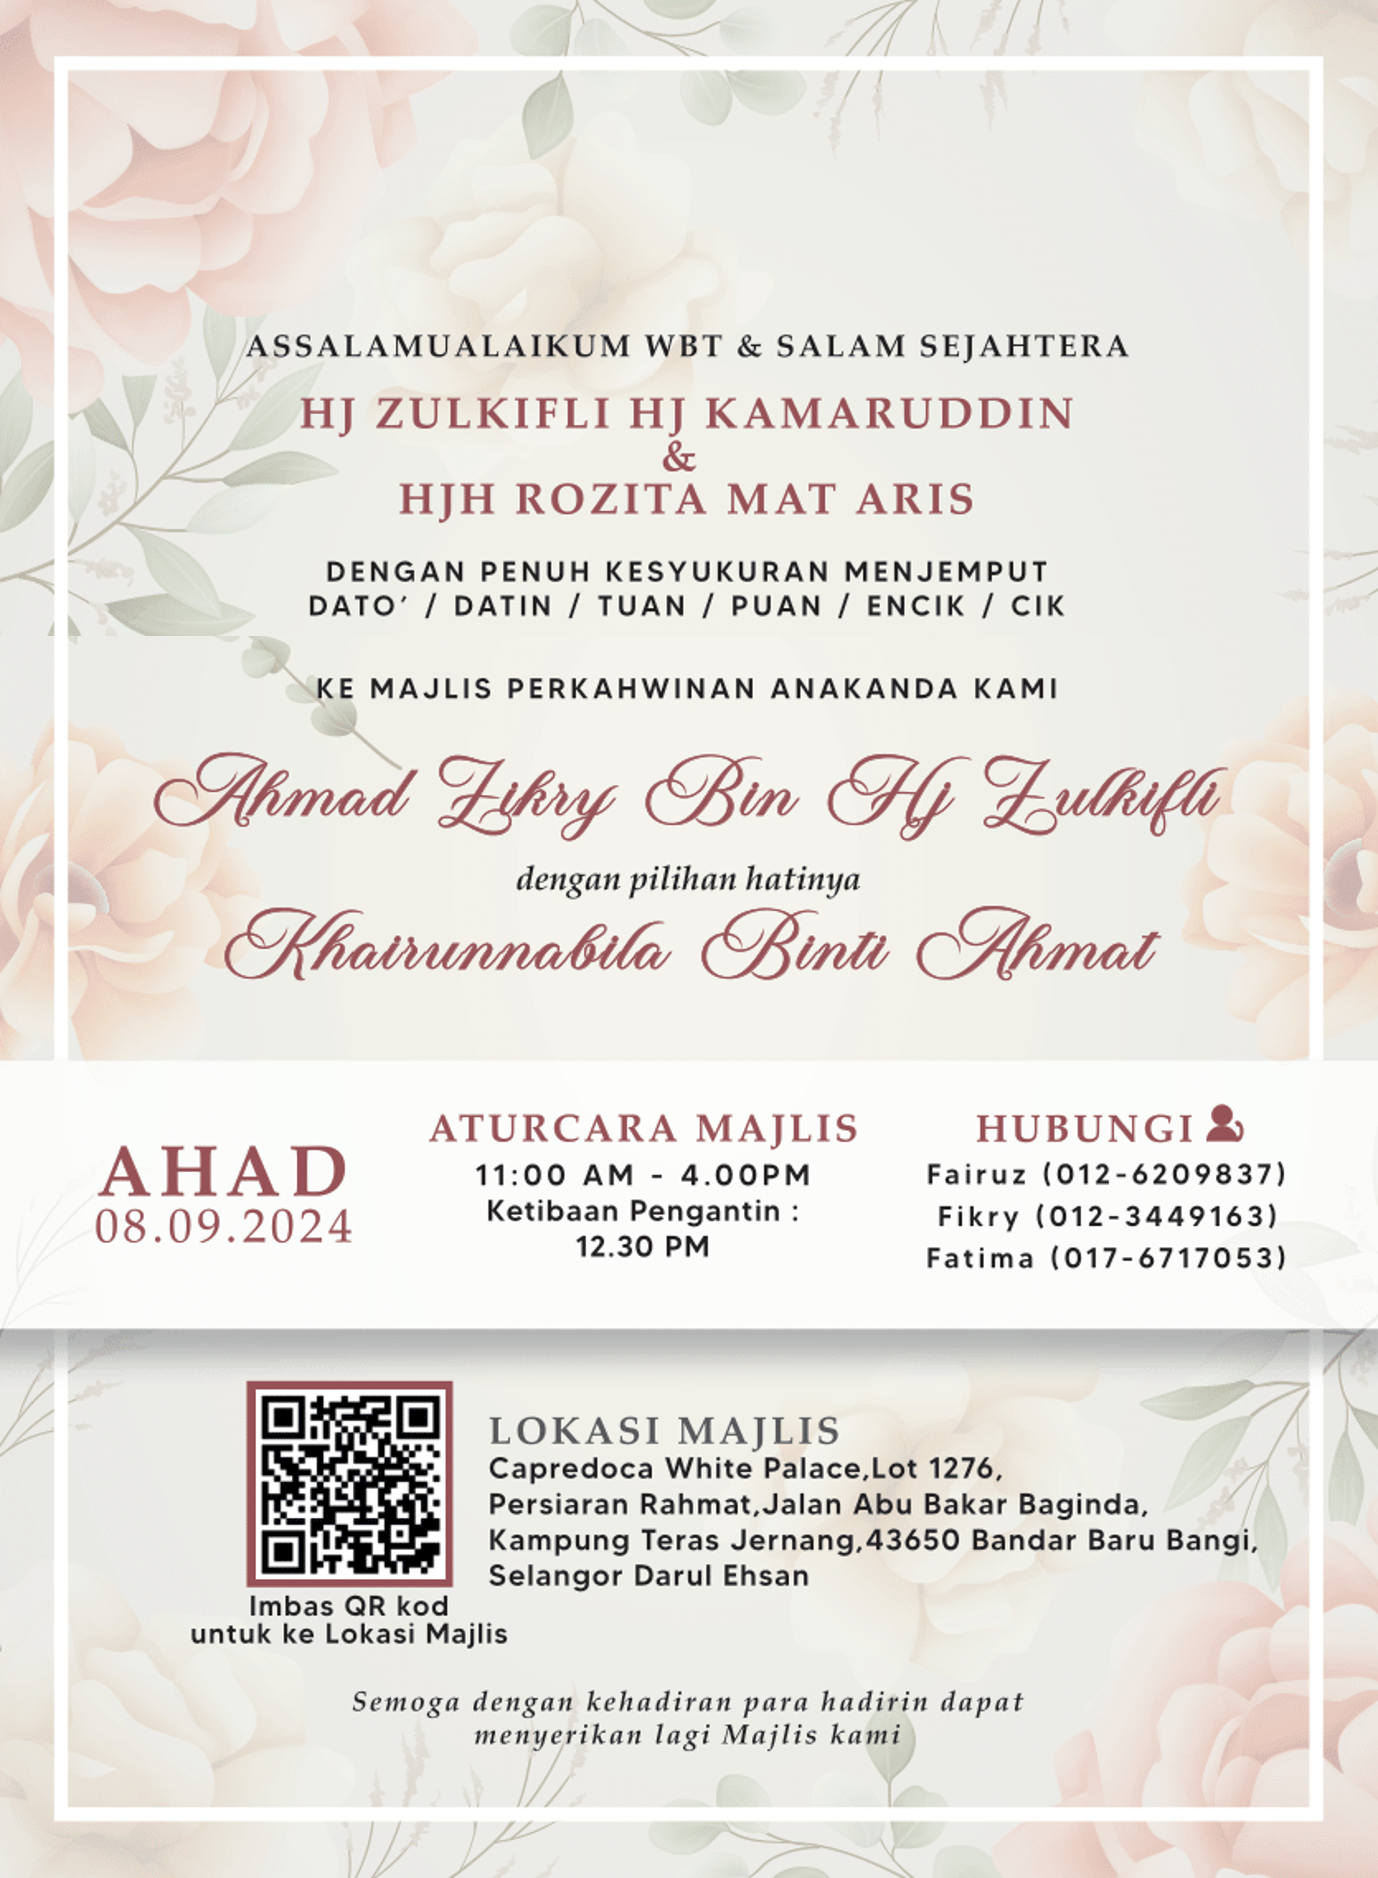 ASSALAMUALAIKUM WBT & SALAM SEJAHTERA
HJ ZULKIFLI HJ KAMARUDDIN
&
HJH ROZITA MAT ARIS
DENGAN PENUH KESYUKURAN MENJEMPUT
DATO’ / DATIN / TUAN / PUAN / ENCIK / CIK
KE MAJLIS PERKAHWINAN ANAKANDA KAMI
Ahmad Zikry Bin Hj Zulkifli
dengan pilihan hatinya
Khairunnabila Binti Ahmat
AHAD
08.09.2024
ATURCARA MAJLIS
11:00 AM - 4.00PM
Ketibaan Pengantin :
12.30 PM
HUBUNGI
Fairuz (012-6209837)
Fikry (012-3449163)
Fatima (017-6717053)
Imbas QR kod
untuk ke Lokasi Majlis
LOKASI MAJLIS
Capredoca White Palace,Lot 1276,
Persiaran Rahmat,Jalan Abu Bakar Baginda,
Kampung Teras Jernang,43650 Bandar Baru Bangi,
Selangor Darul Ehsan
Semoga dengan kehadiran para hadirin dapat
menyerikan lagi Majlis kami